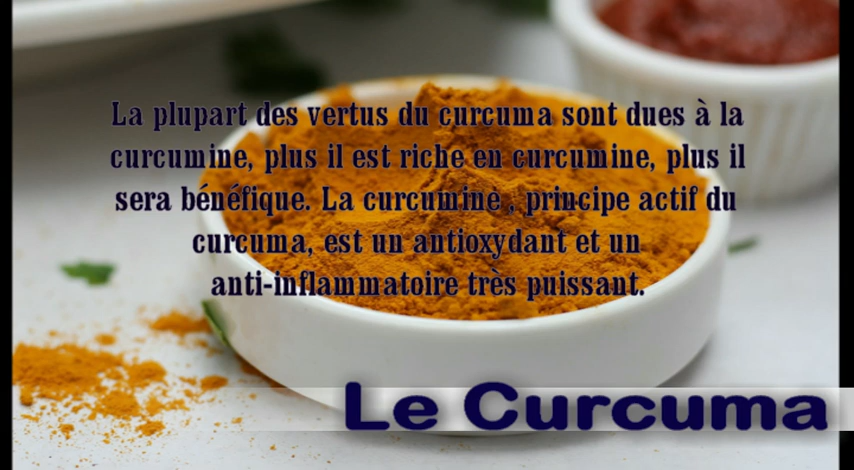 La plupart des vertus du curcuma sont dues à la
curcumine, plus il est riche en curcumine, plus il
sera bénéfique. La curcumine , principe actif du
curcuma, est un antioxydant et un
anti-inflammatoire très puissant.
Le Curcuma